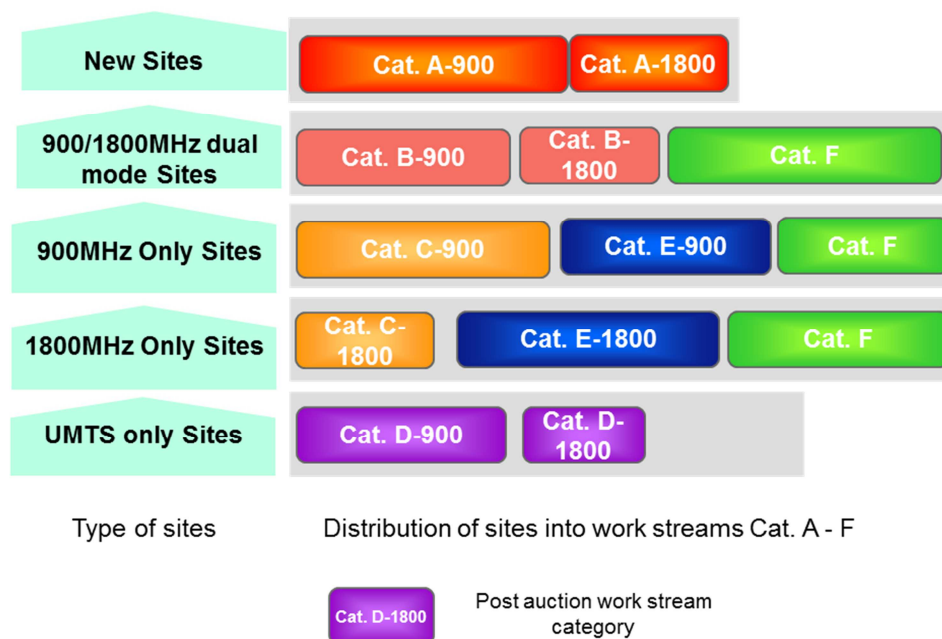 New Sites
Cat. A-900
Cat. A-1800
900/1800MHz dual
mode Sites
Cat. B-900
Cat. B-
1800
Cat. F
900MHz Only Sites
Cat. C-900
Cat. E-900
Cat. F
1800MHz Only Sites
Cat. C-
1800
Cat. E-1800
Cat. F
UMTS only Sites
Cat. D-900
Cat. D-
1800
Type of sites
Distribution of sites into work streams Cat. A - F
Cat. D-1800
Post auction work stream
category